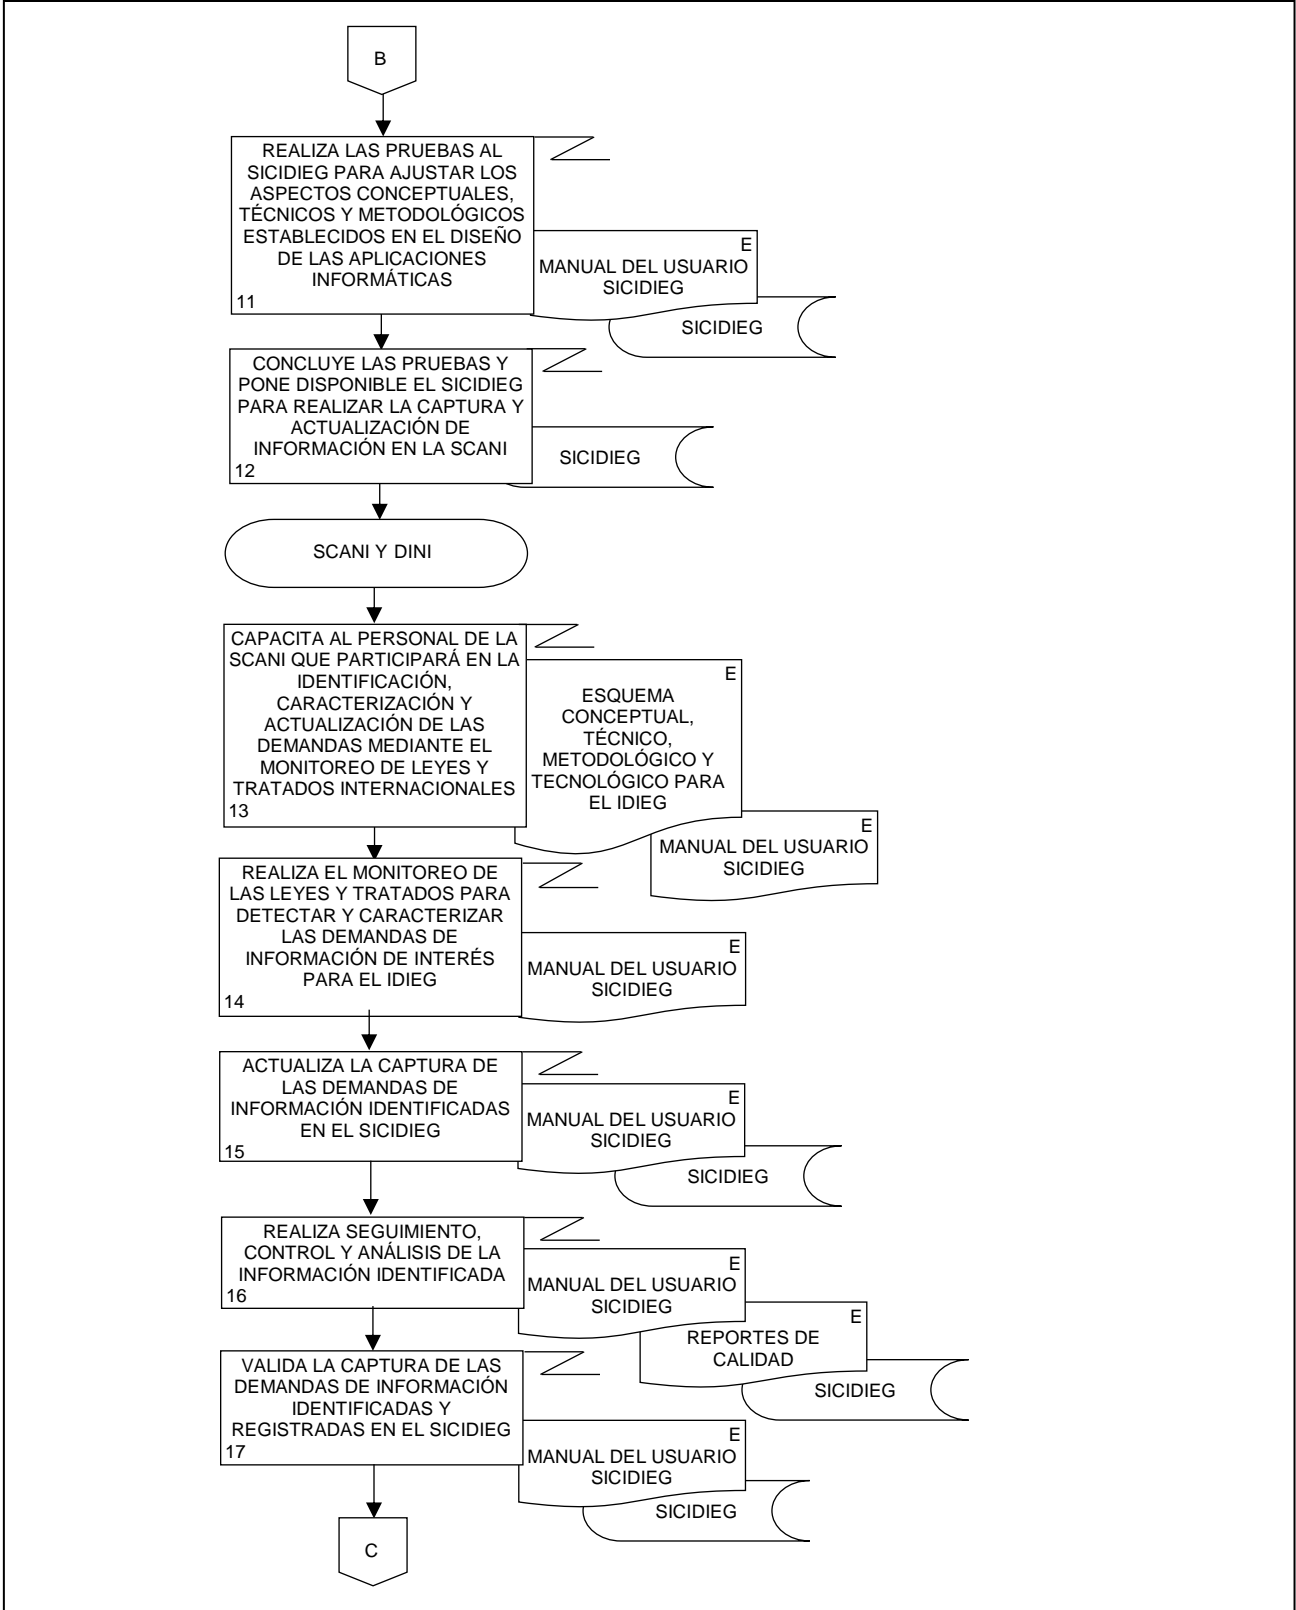 B
REALIZA LAS PRUEBAS AL
SICIDIEG PARA AJUSTAR LOS
ASPECTOS CONCEPTUALES,
TÉCNICOS Y METODOLÓGICOS
ESTABLECIDOS EN EL DISEÑO
DE LAS APLICACIONES
INFORMÁTICAS
11
E
MANUAL DEL USUARIO
SICIDIEG
SICIDIEG
CONCLUYE LAS PRUEBAS Y
PONE DISPONIBLE EL SICIDIEG
PARA REALIZAR LA CAPTURA Y
ACTUALIZACIÓN DE
INFORMACIÓN EN LA SCANI
12
SICIDIEG
SCANI Y DINI
CAPACITA AL PERSONAL DE LA
SCANI QUE PARTICIPARÁ EN LA
IDENTIFICACIÓN,
CARACTERIZACIÓN Y
ACTUALIZACIÓN DE LAS
DEMANDAS MEDIANTE EL
MONITOREO DE LEYES Y
TRATADOS INTERNACIONALES
13
E
ESQUEMA
CONCEPTUAL,
TÉCNICO,
METODOLÓGICO Y
TECNOLÓGICO PARA
EL IDIEG
E
MANUAL DEL USUARIO
SICIDIEG
REALIZA EL MONITOREO DE
LAS LEYES Y TRATADOS PARA
DETECTAR Y CARACTERIZAR
LAS DEMANDAS DE
INFORMACIÓN DE INTERÉS
PARA EL IDIEG
14
E
MANUAL DEL USUARIO
SICIDIEG
ACTUALIZA LA CAPTURA DE
LAS DEMANDAS DE
INFORMACIÓN IDENTIFICADAS
EN EL SICIDIEG
15
E
MANUAL DEL USUARIO
SICIDIEG
SICIDIEG
REALIZA SEGUIMIENTO,
CONTROL Y ANÁLISIS DE LA
INFORMACIÓN IDENTIFICADA
16
E
MANUAL DEL USUARIO
SICIDIEG
E
REPORTES DE
CALIDAD
SICIDIEG
VALIDA LA CAPTURA DE LAS
DEMANDAS DE INFORMACIÓN
IDENTIFICADAS Y
REGISTRADAS EN EL SICIDIEG
17
E
MANUAL DEL USUARIO
SICIDIEG
SICIDIEG
C